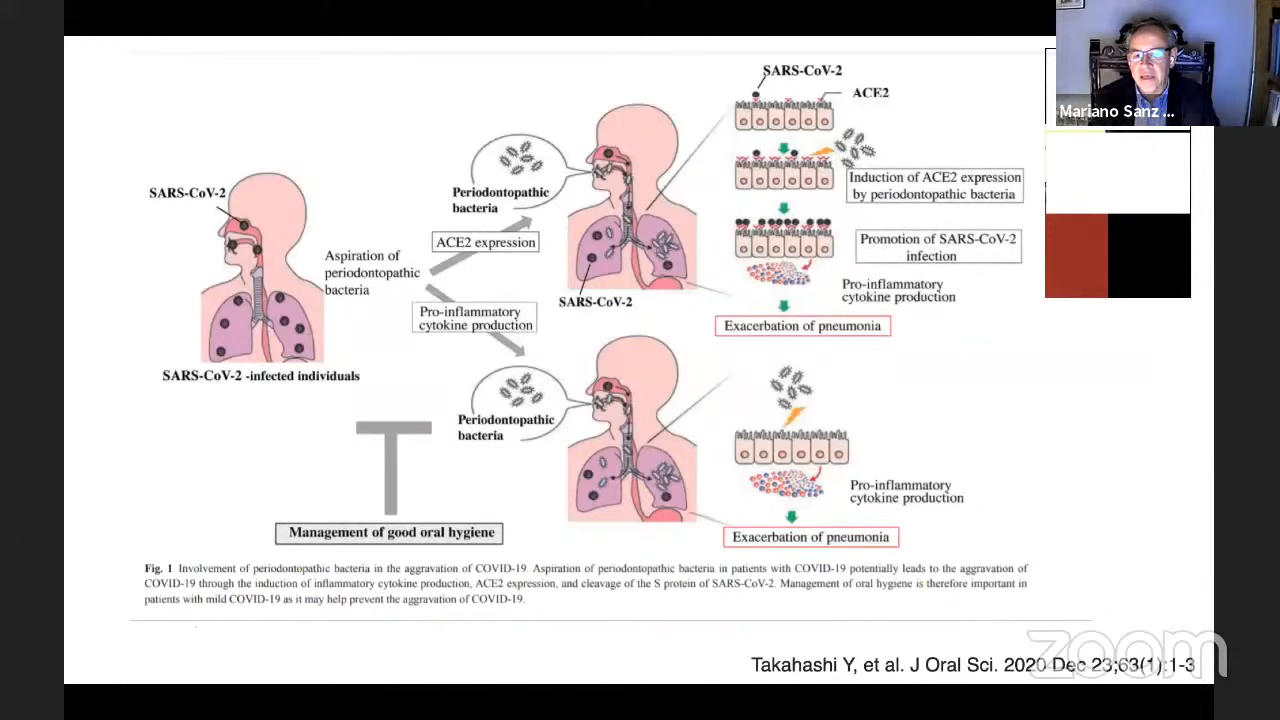 Mariano Sanz ...
SARS-CoV-2
ACE2
SARS-CoV-2
Periodontopathic
bacteria
ACE2 expression
Aspiration of
periodontopathic
bacteria
Pro-inflammatory
cytokine production
SARS-CoV-2 -infected individuals
SARS-CoV-2
Induction of ACE2 expression
by periodontopathic bacteria
Promotion of SARS-CoV-2
infection
Pro-inflammatory
cytokine production
Exacerbation of pneumonia
Periodontopathic
bacteria
Pro-inflammatory
cytokine production
Exacerbation of pneumonia
Management of good oral hygiene
Fig. 1 Involvement of periodontopathic bacteria in the aggravation of COVID-19. Aspiration of periodontopathic bacteria in patients with COVID-19 potentially leads to the aggravation of
COVID-19 through the induction of inflammatory cytokine production, ACE2 expression, and cleavage of the S protein of SARS-CoV-2. Management of oral hygiene is therefore important in
patients with mild COVID-19 as it may help prevent the aggravation of COVID-19.
Takahashi Y, et al. J Oral Sci. 2020 Dec 23;63(1):1-3
zoom